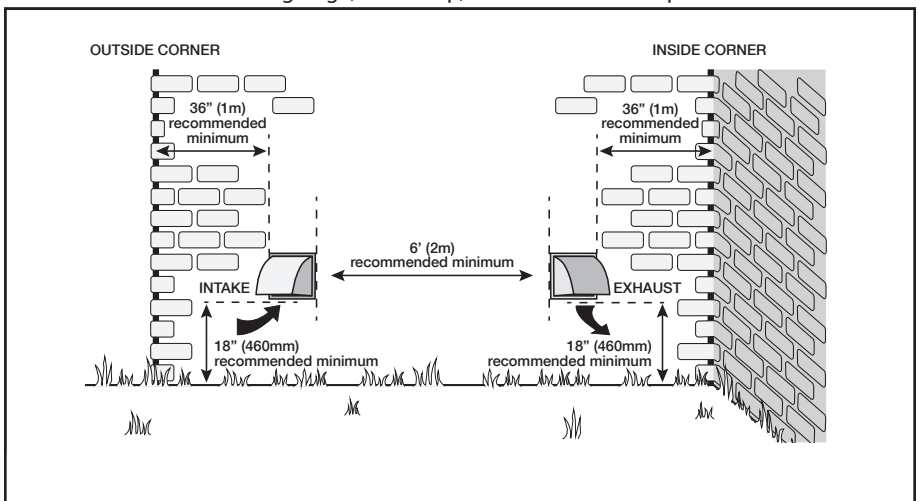 OUTSIDE CORNER
INSIDE CORNER
36” (1m)
recommended
minimum
36” (1m)
recommended
minimum
6’ (2m)
recommended minimum
INTAKE
EXHAUST
18” (460mm)
recommended minimum
18” (460mm)
recommended minimum